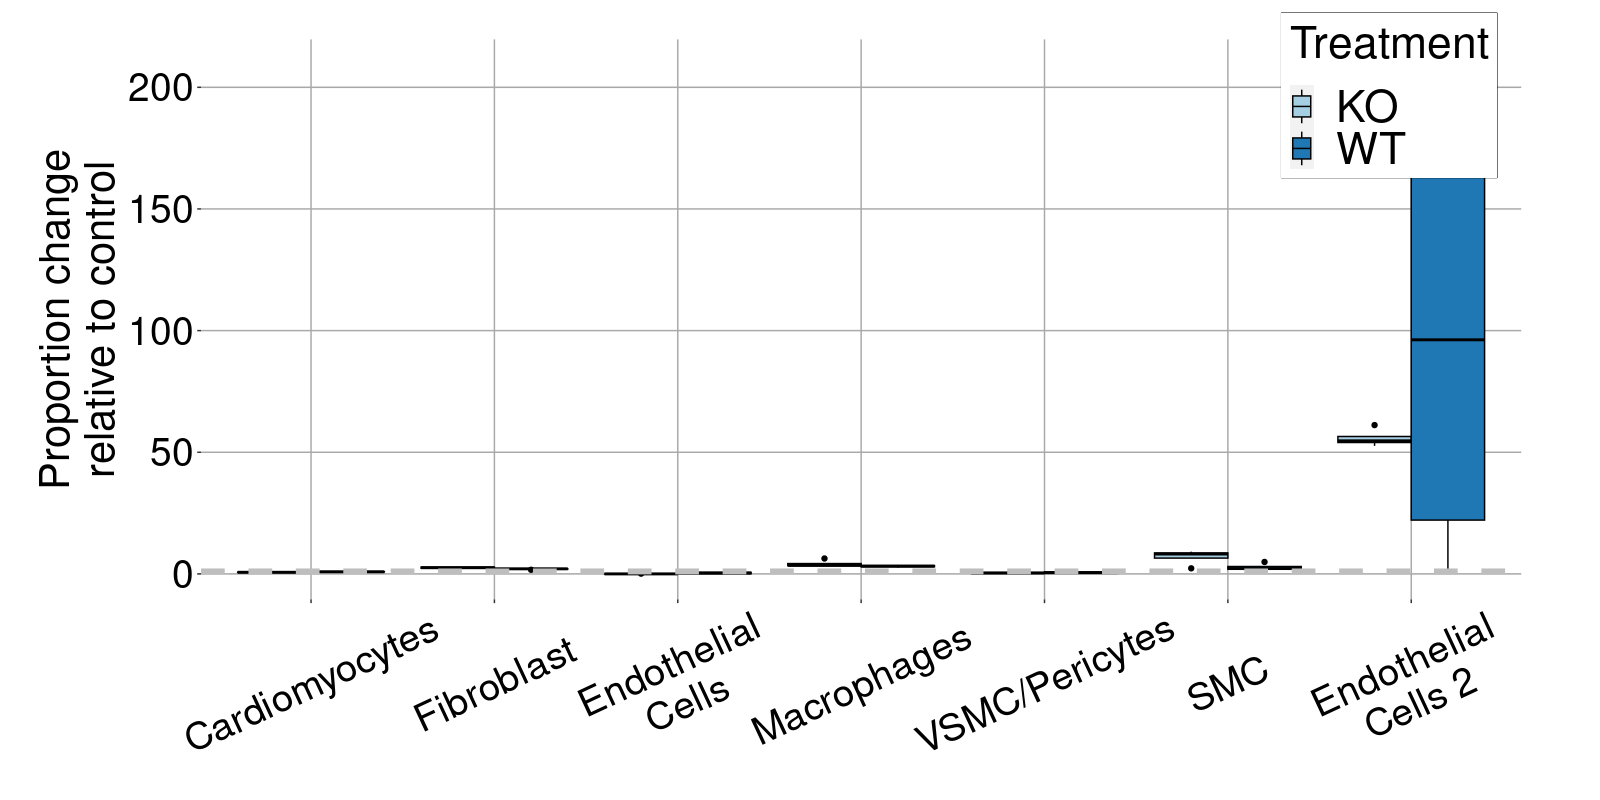 Treatment
KO
WT
Proportion change
relative to control
200
150
100
50
0
Cardiomyocytes
Fibroblast
Endothelial
Cells
Macrophages
VSMC/Pericytes
SMC
Endothelial
Cells 2